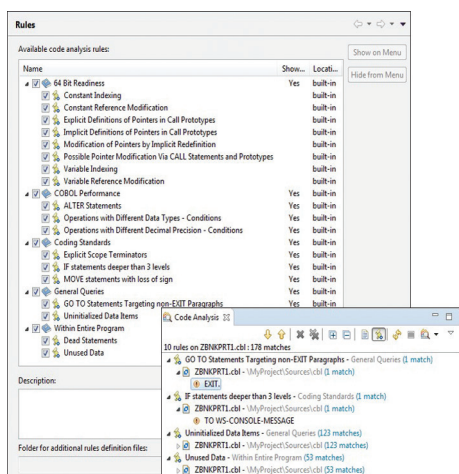 Rules
Available code analysis rules:
Show on Menu
Name Show... Locati...
Hide from Menu
64 Bit Readiness Yes built-in
Constant Indexing built-in
Constant Reference Modification built-in
Explicit Definitions of Pointers in Call Prototypes built-in
Implicit Definitions of Pointers in Call Prototypes built-in
Modification of Pointers by Implicit Redefinition built-in
Possible Pointer Modification Via CALL Statements and Prototypes built-in
Variable Indexing built-in
Variable Reference Modification built-in
COBOL Performance Yes built-in
ALTER Statements Yes built-in
Operations with Different Data Types - Conditions Yes built-in
Operations with Different Decimal Precision - Conditions Yes built-in
Coding Standards Yes built-in
Explicit Scope Terminators Yes built-in
IF statements deeper than 3 levels Yes built-in
MOVE statements with loss of sign Yes built-in
General Queries Yes built-in
GO TO Statements Targeting non-EXIT Paragraphs Yes built-in
Uninitialized Data Items
Within Entire Program
Dead Statements
Unused Data
Description:
Folder for additional rules definition files:
Code Analysis
10 rules on ZBNKPRT1.cbl : 178 matches
GO TO Statements Targeting non-EXIT Paragraphs - General Queries (1 match)
ZBNKPRT1.cbl - \MyProject\Sources\cbl (1 match)
EXIT.
IF statements deeper than 3 levels - Coding Standards (1 match)
ZBNKPRT1.cbl - \MyProject\Sources\cbl (1 match)
TO WS-CONSOLE-MESSAGE
Uninitialized Data Items - General Queries (123 matches)
ZBNKPRT1.cbl - \MyProject\Sources\cbl (123 matches)
Unused Data - Within Entire Program (53 matches)
ZBNKPRT1.cbl - \MyProject\Sources\cbl (53 matches)